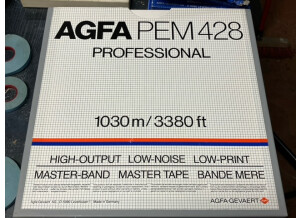 AGFA PEM 428
PROFESSIONAL
1030 m / 3380 ft
HIGH-OUTPUT LOW-NOISE LOW-PRINT
MASTER-BAND MASTER TAPE BANDE MERE
AGFA-GEVAERT